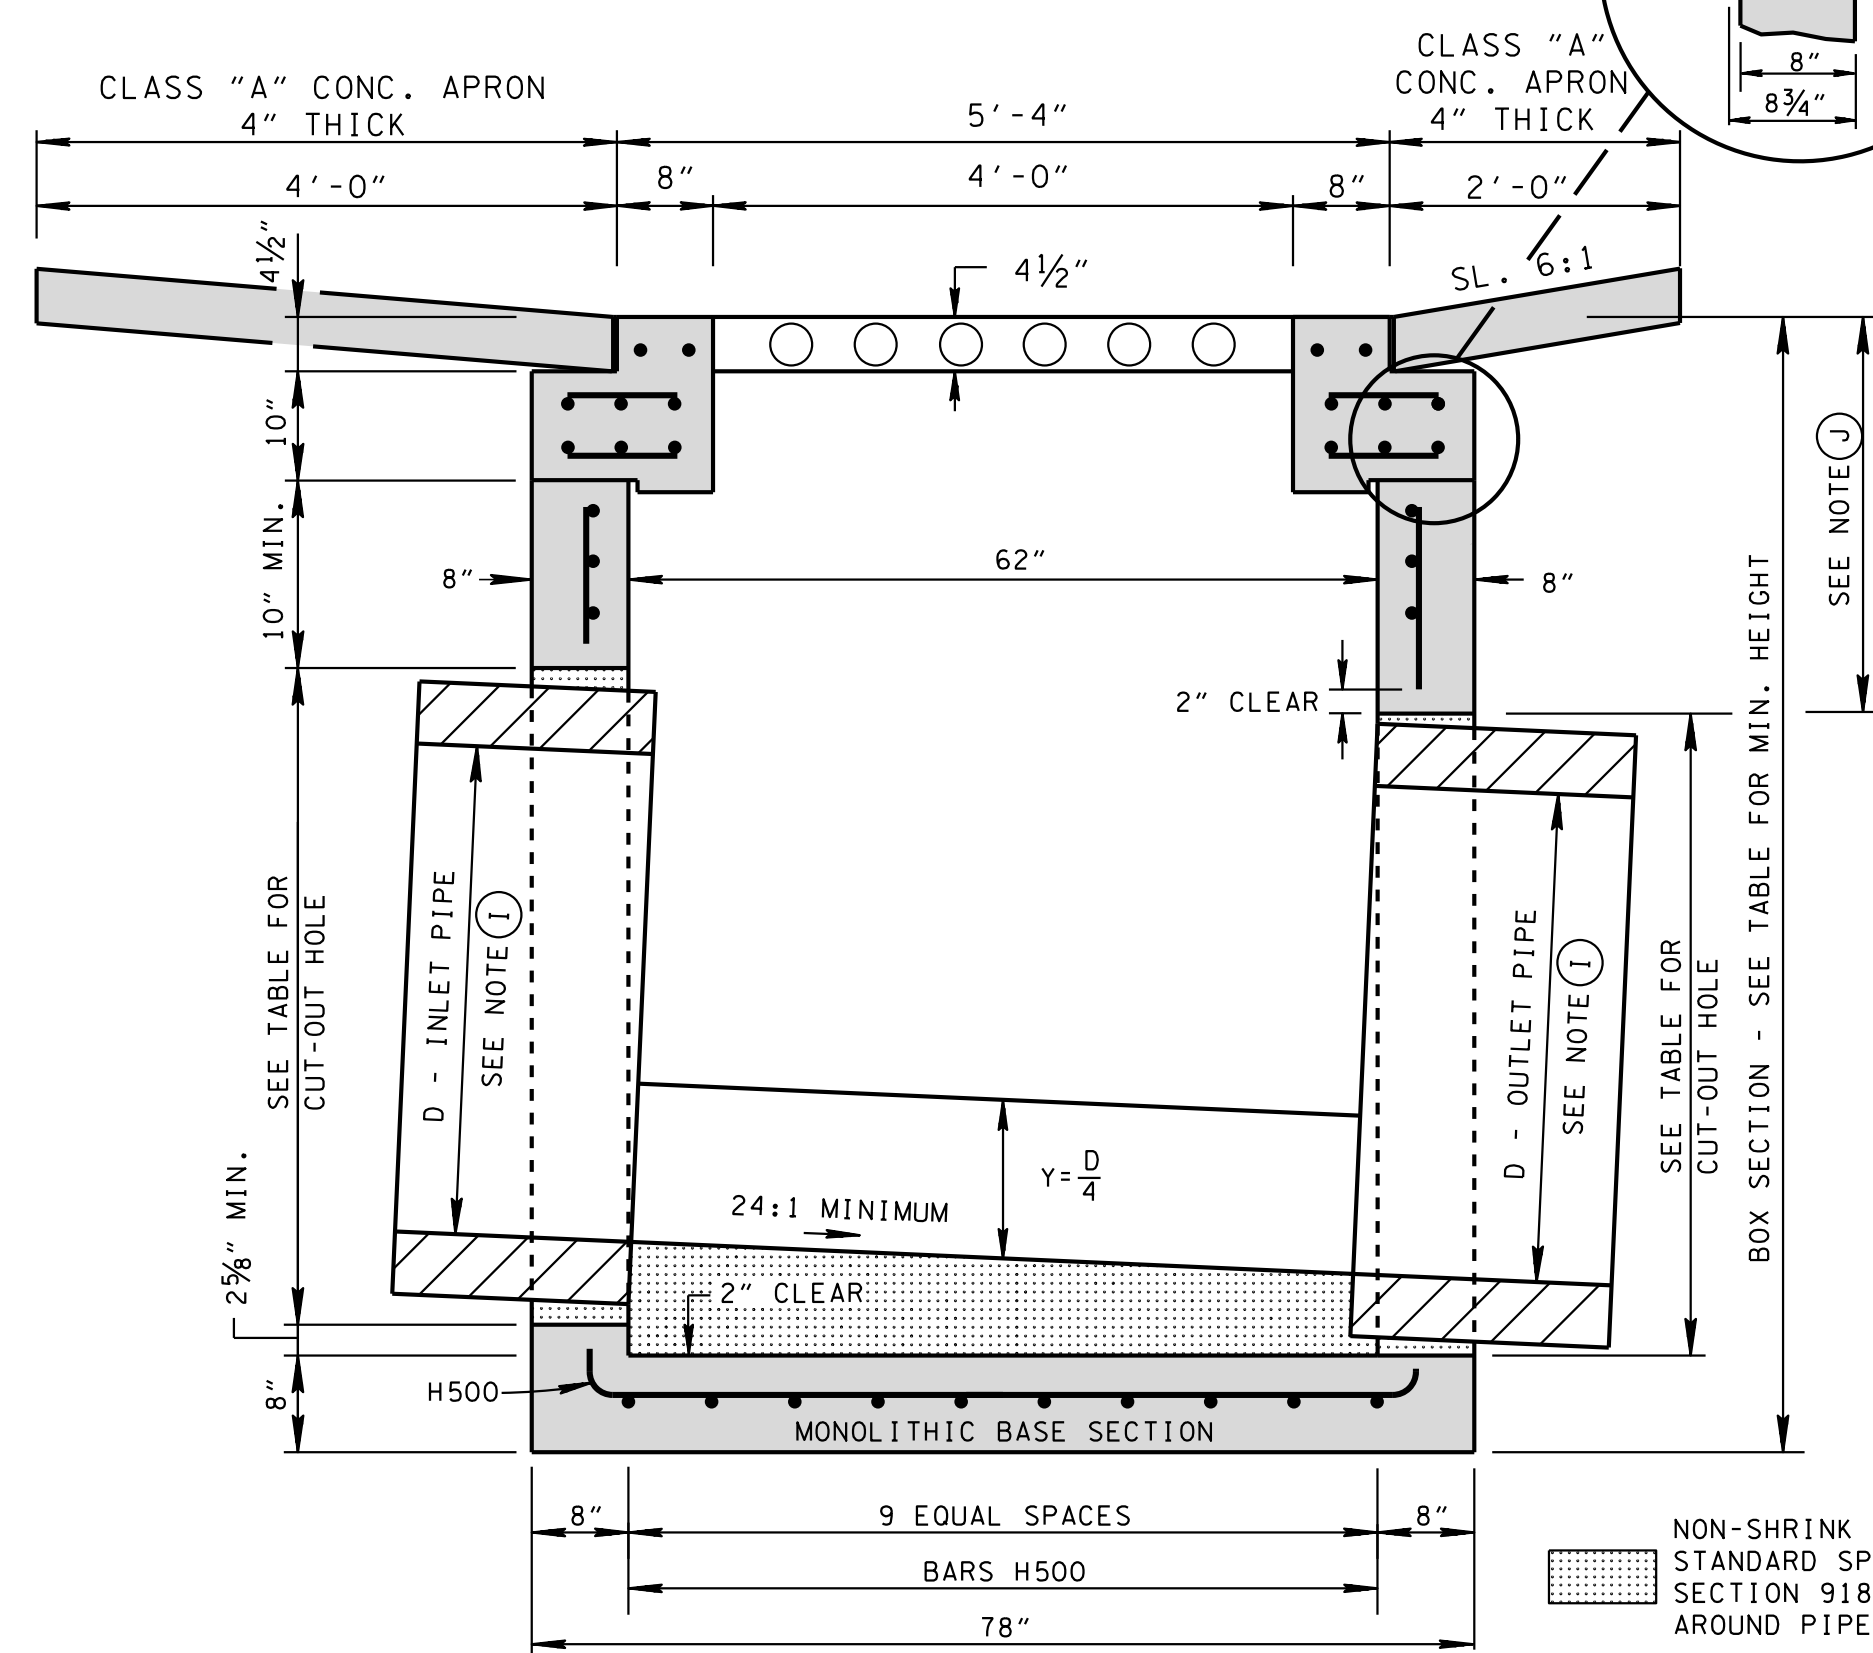 CLASS "A" CONC. APRON
4" THICK
5'-4"
CLASS "A"
CONC. APRON
4" THICK
8"
8¾"
4'-0"
8"
4'-0"
8"
2'-0"
4½"
4½"
SL. 6:1
10"
10" MIN.
8"
62"
8"
SEE NOTE J
2" CLEAR
SEE TABLE FOR
CUT-OUT HOLE
D - INLET PIPE
SEE NOTE I
D - OUTLET PIPE
SEE NOTE I
SEE TABLE FOR
CUT-OUT HOLE
BOX SECTION - SEE TABLE FOR MIN. HEIGHT
Y=D/4
24:1 MINIMUM
2⅝" MIN.
2" CLEAR
8"
H500
MONOLITHIC BASE SECTION
8"
9 EQUAL SPACES
8"
BARS H500
78"
NON-SHRINK
STANDARD SP
SECTION 918
AROUND PIPE